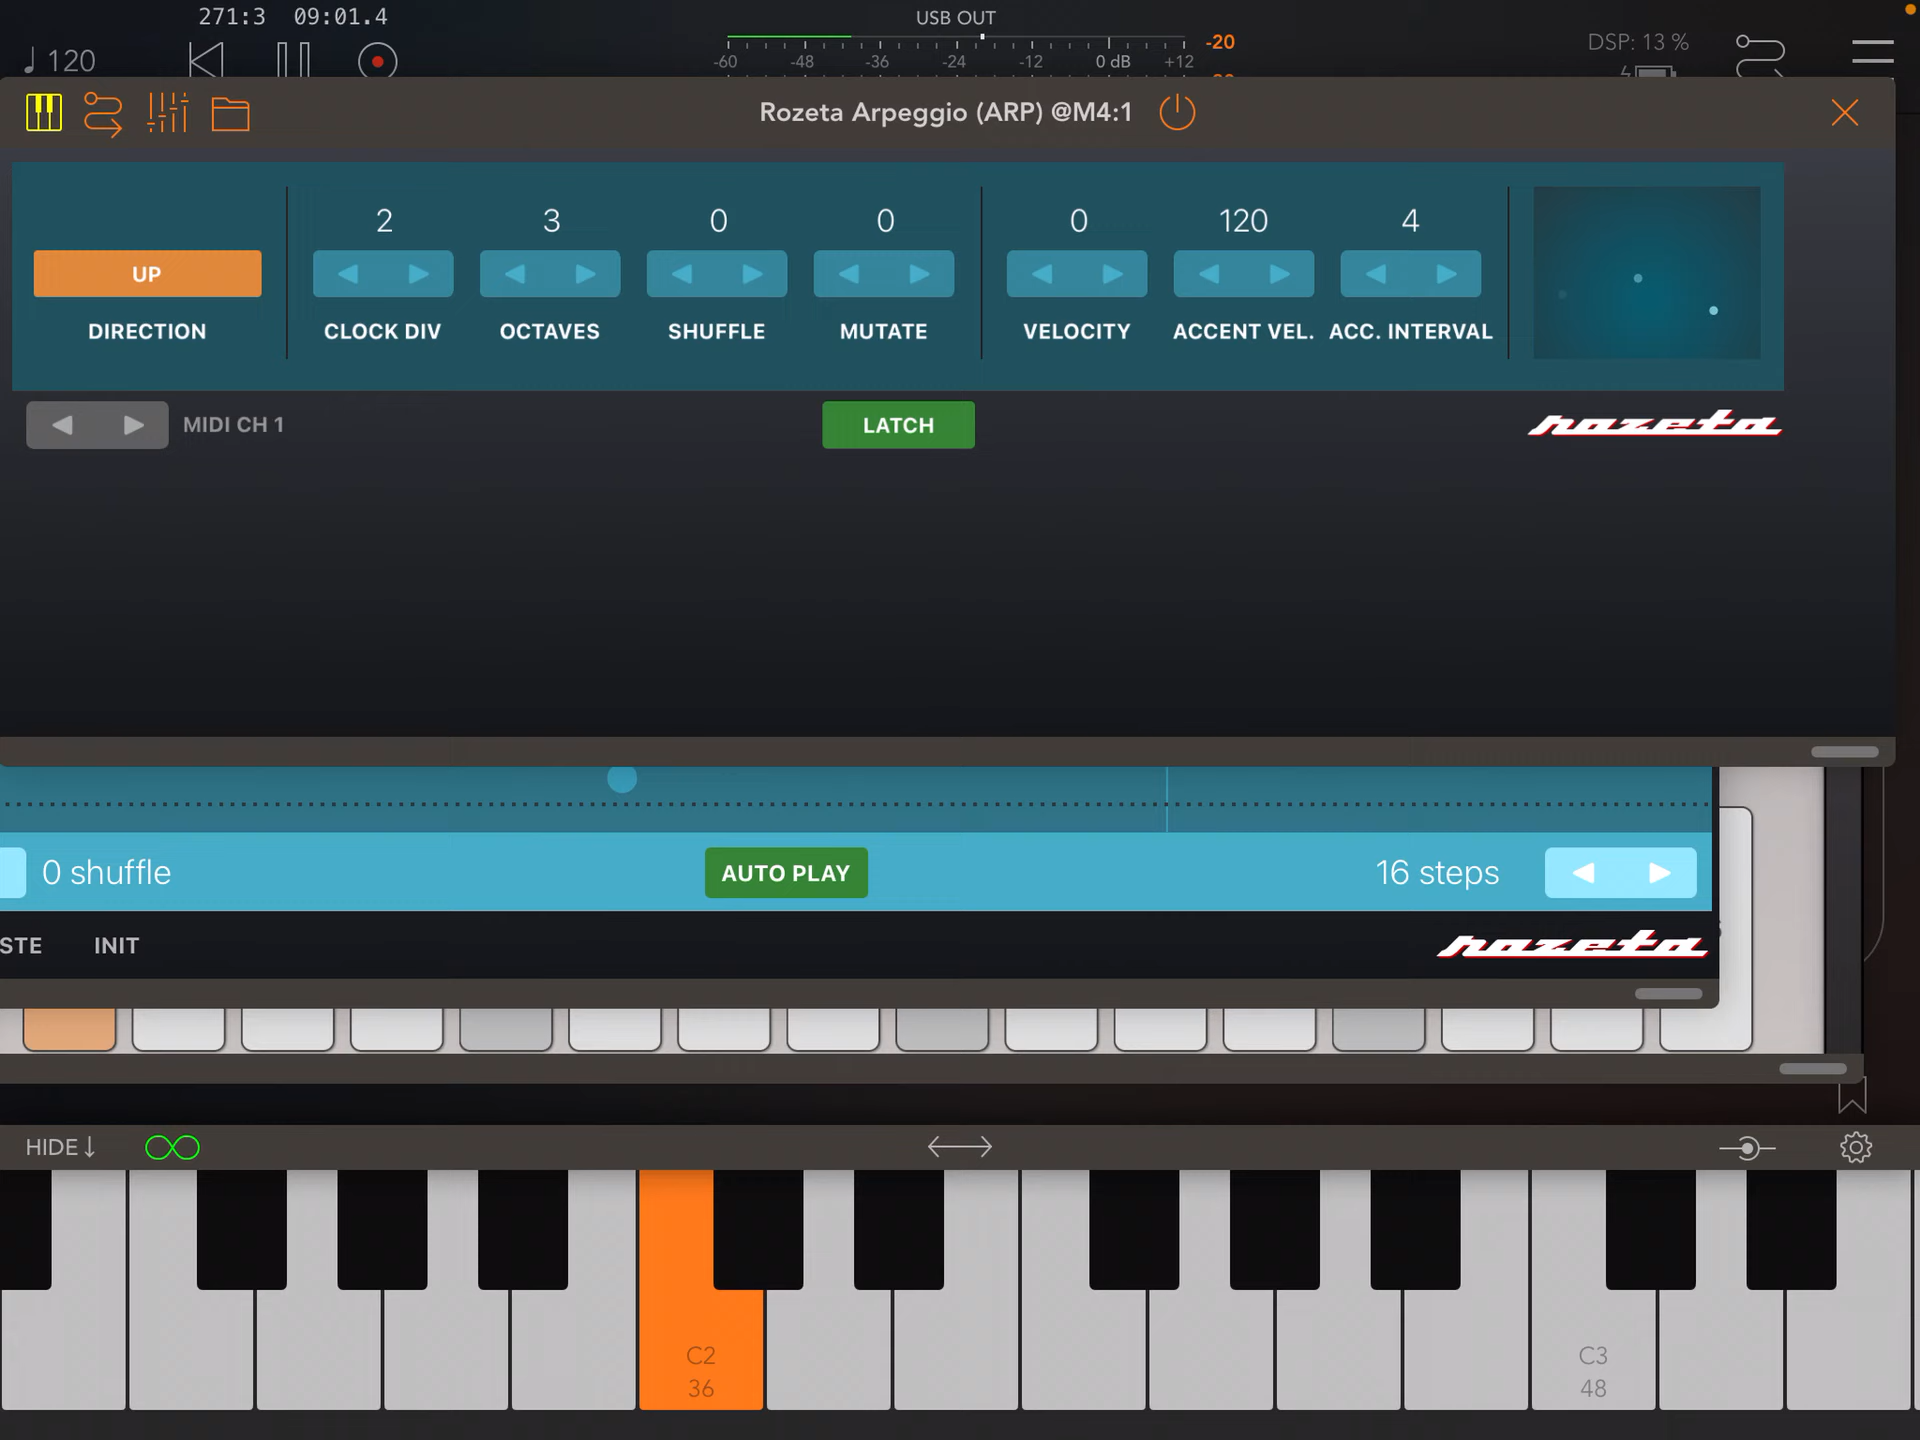 271:3 09:01.4
USB OUT
-20
120
-60 -48 -36 -24 -12 0 dB +12
DSP: 13 %
Rozeta Arpeggio (ARP) @M4:1
2 3 0 0 0 120 4
UP
DIRECTION CLOCK DIV OCTAVES SHUFFLE MUTATE VELOCITY ACCENT VEL. ACC. INTERVAL
MIDI CH 1
LATCH
rozeta
0 shuffle
AUTO PLAY
16 steps
STE INIT
rozeta
HIDE↓
C2
36
C3
48